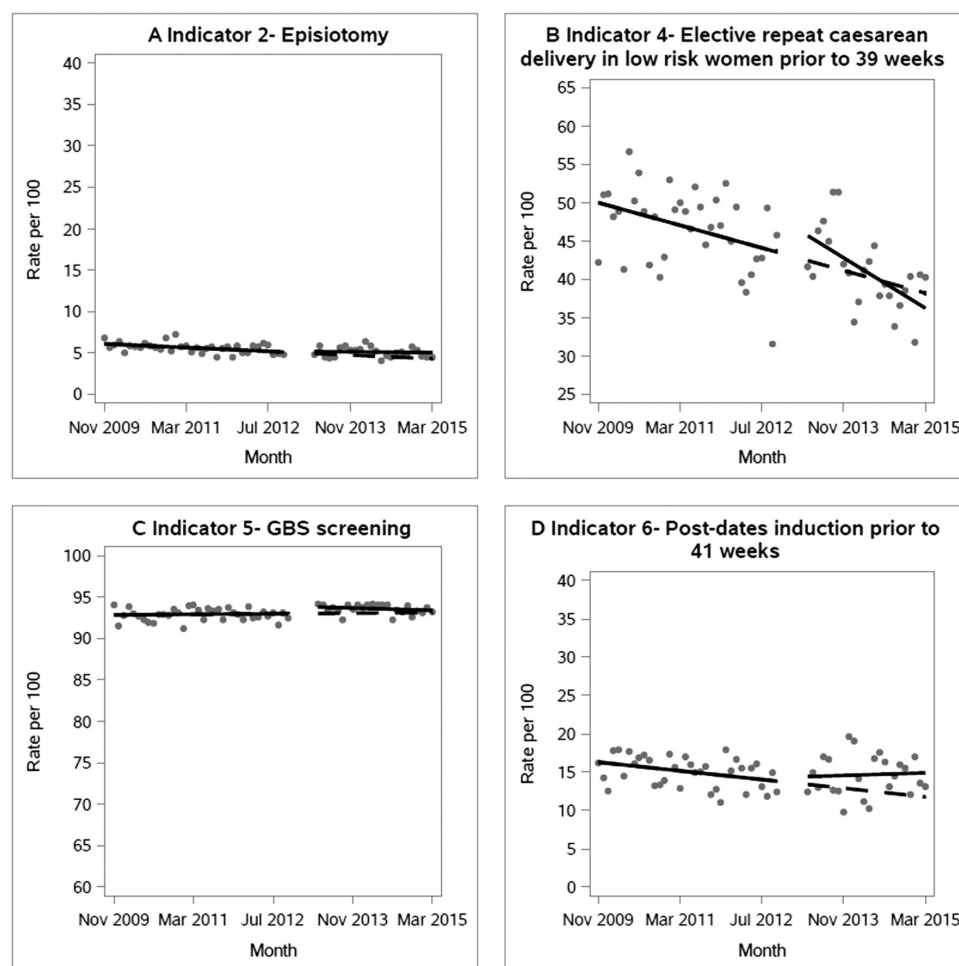 A Indicator 2- Episiotomy
40
35
30
25
20
15
10
5
0
Rate per 100
Nov 2009 Mar 2011 Jul 2012 Nov 2013 Mar 2015
Month
B Indicator 4- Elective repeat caesarean
delivery in low risk women prior to 39 weeks
65
60
55
50
45
40
35
30
25
Rate per 100
Nov 2009 Mar 2011 Jul 2012 Nov 2013 Mar 2015
Month
C Indicator 5- GBS screening
100
95
90
85
80
75
70
65
60
Rate per 100
Nov 2009 Mar 2011 Jul 2012 Nov 2013 Mar 2015
Month
D Indicator 6- Post-dates induction prior to
41 weeks
40
35
30
25
20
15
10
5
0
Rate per 100
Nov 2009 Mar 2011 Jul 2012 Nov 2013 Mar 2015
Month